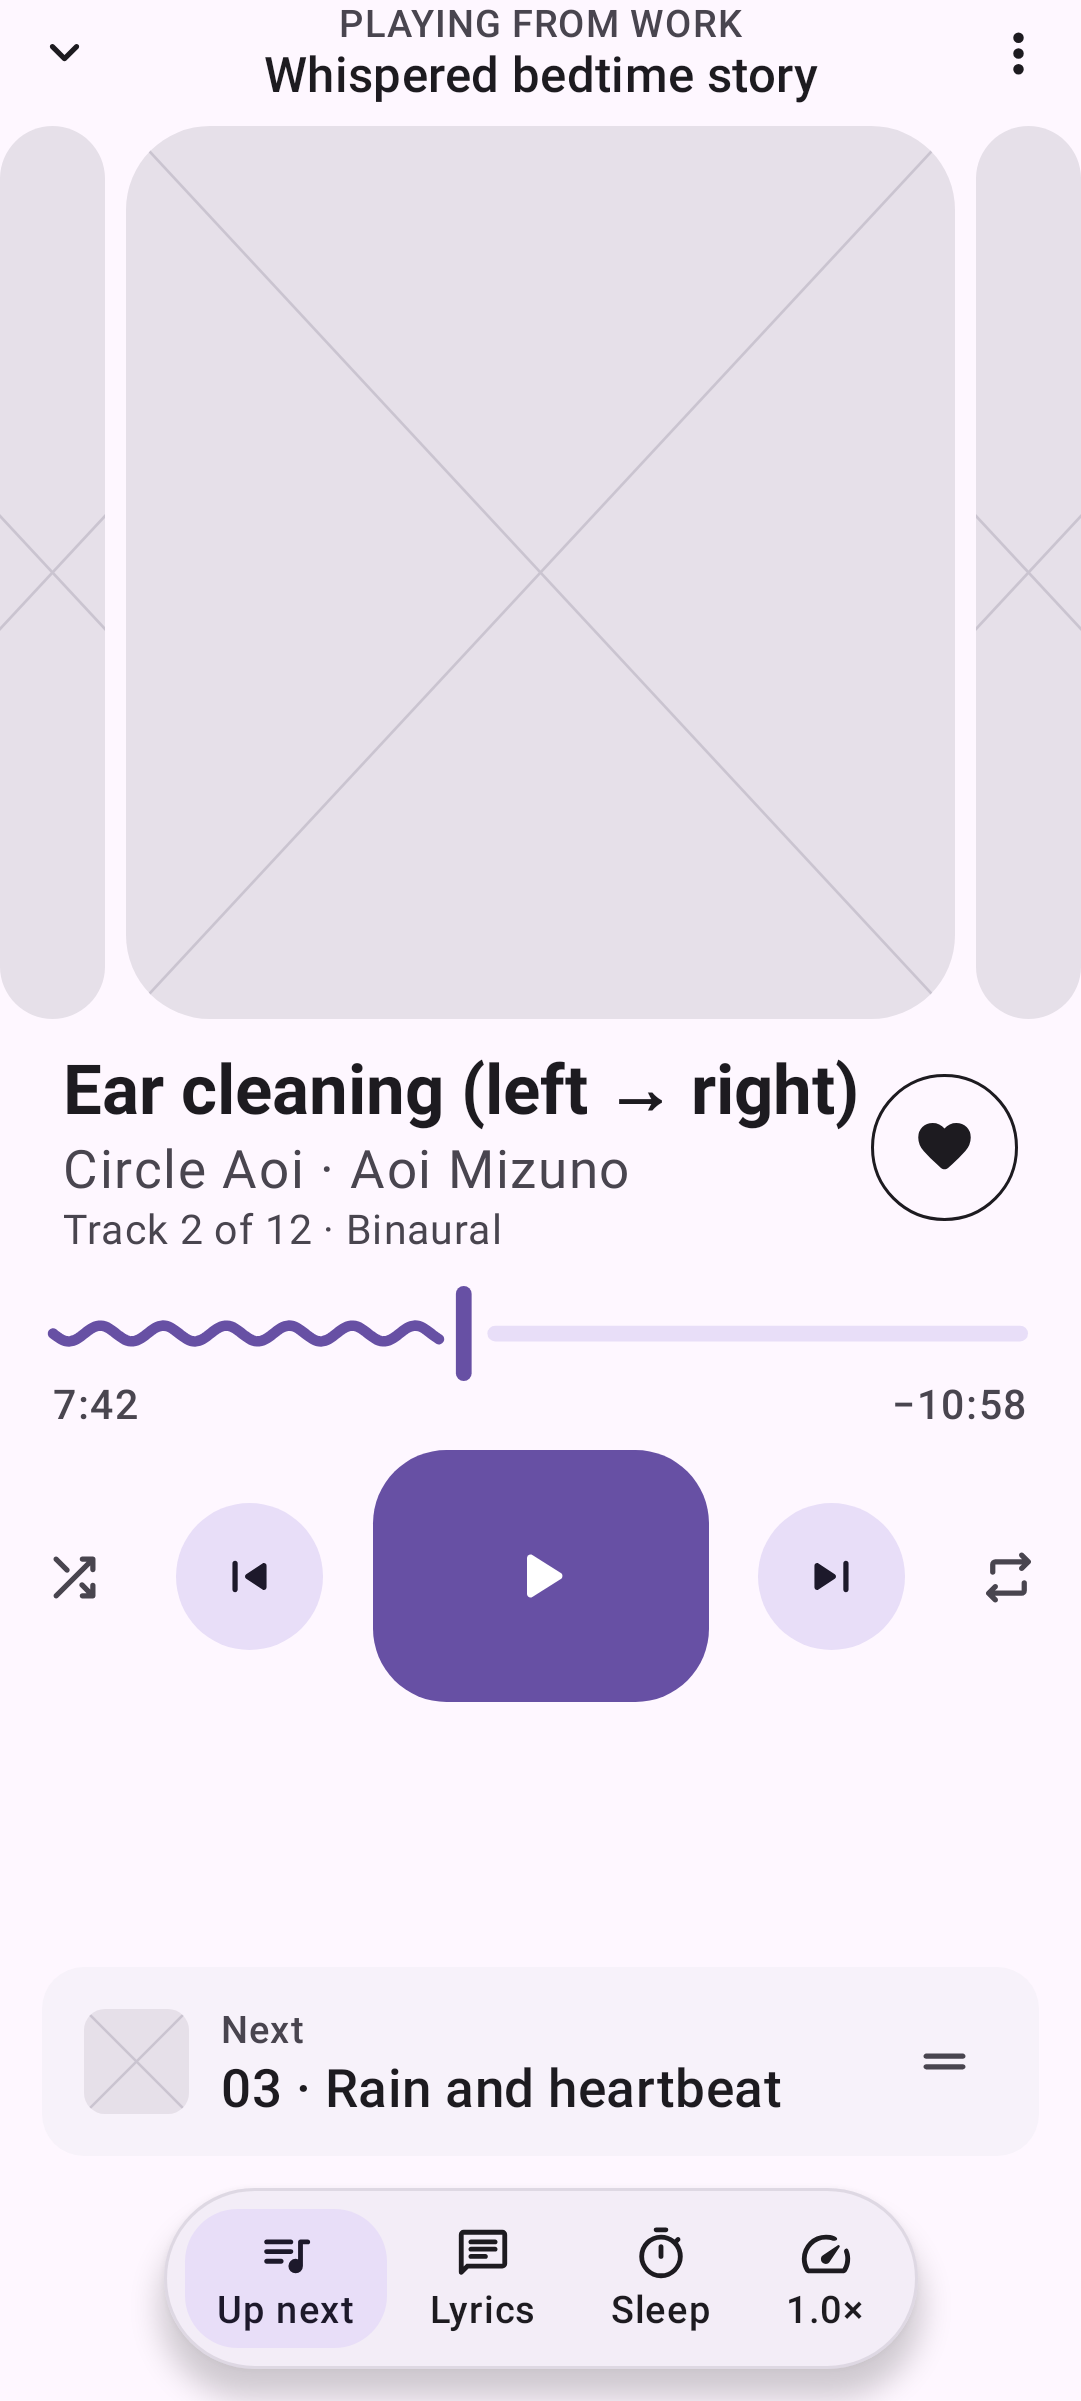 PLAYING FROM WORK
Whispered bedtime story
Ear cleaning (left → right)
Circle Aoi · Aoi Mizuno
Track 2 of 12 · Binaural
7:42
−10:58
Next
03 · Rain and heartbeat
Up next
Lyrics
Sleep
1.0×